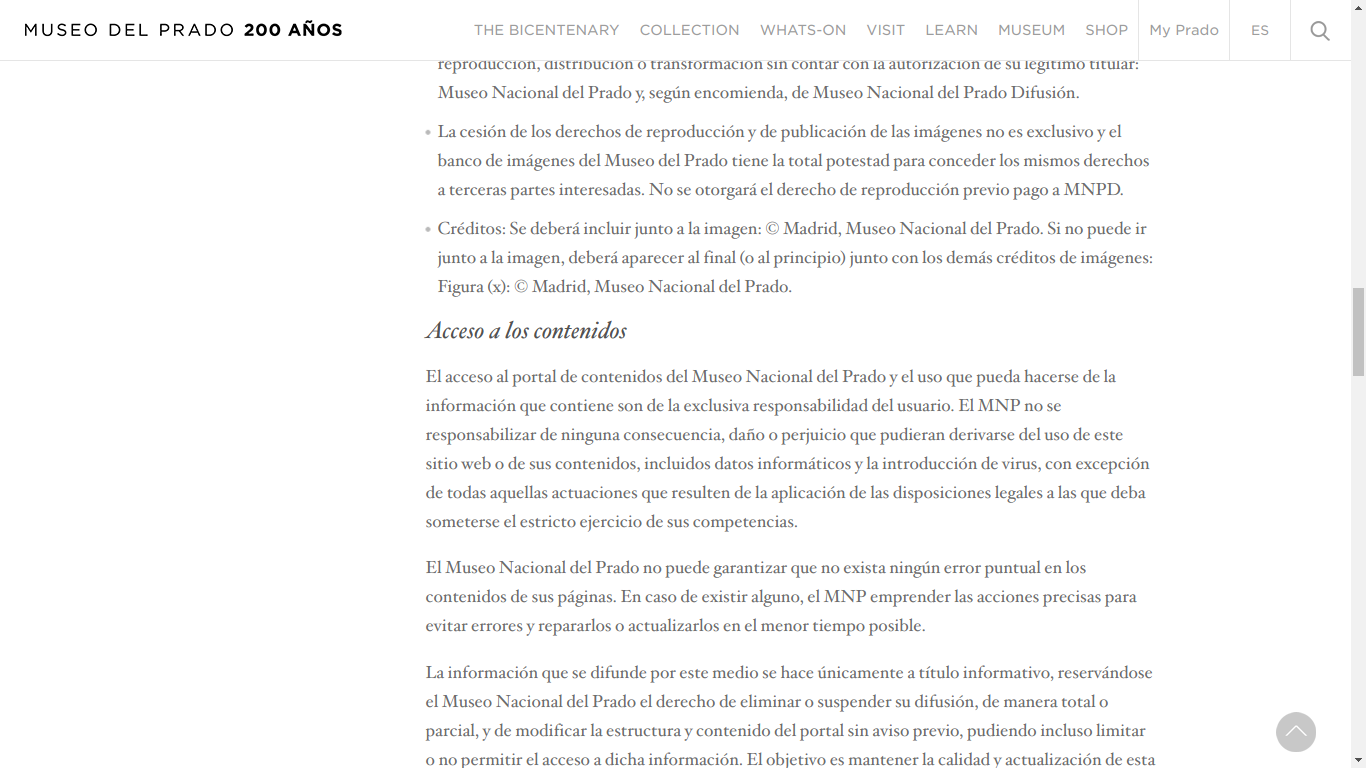 MUSEO DEL PRADO 200 AÑOS
THE BICENTENARY COLLECTION WHATS-ON VISIT LEARN MUSEUM SHOP My Prado ES
reproducción, distribución o transformación sin contar con la autorización de su legítimo titular:
Museo Nacional del Prado y, según encomienda, de Museo Nacional del Prado Difusión.
La cesión de los derechos de reproducción y de publicación de las imágenes no es exclusivo y el
banco de imágenes del Museo del Prado tiene la total potestad para conceder los mismos derechos
a terceras partes interesadas. No se otorgará el derecho de reproducción previo pago a MNPD.
Créditos: Se deberá incluir junto a la imagen: © Madrid, Museo Nacional del Prado. Si no puede ir
junto a la imagen, deberá aparecer al final (o al principio) junto con los demás créditos de imágenes:
Figura (x): © Madrid, Museo Nacional del Prado.
Acceso a los contenidos
El acceso al portal de contenidos del Museo Nacional del Prado y el uso que pueda hacerse de la
información que contiene son de la exclusiva responsabilidad del usuario. El MNP no se
responsabilizar de ninguna consecuencia, daño o perjuicio que pudieran derivarse del uso de este
sitio web o de sus contenidos, incluidos datos informáticos y la introducción de virus, con excepción
de todas aquellas actuaciones que resulten de la aplicación de las disposiciones legales a las que deba
someterse el estricto ejercicio de sus competencias.
El Museo Nacional del Prado no puede garantizar que no exista ningún error puntual en los
contenidos de sus páginas. En caso de existir alguno, el MNP emprender las acciones precisas para
evitar errores y repararlos o actualizarlos en el menor tiempo posible.
La información que se difunde por este medio se hace únicamente a título informativo, reservándose
el Museo Nacional del Prado el derecho de eliminar o suspender su difusión, de manera total o
parcial, y de modificar la estructura y contenido del portal sin aviso previo, pudiendo incluso limitar
o no permitir el acceso a dicha información. El objetivo es mantener la calidad y actualización de esta